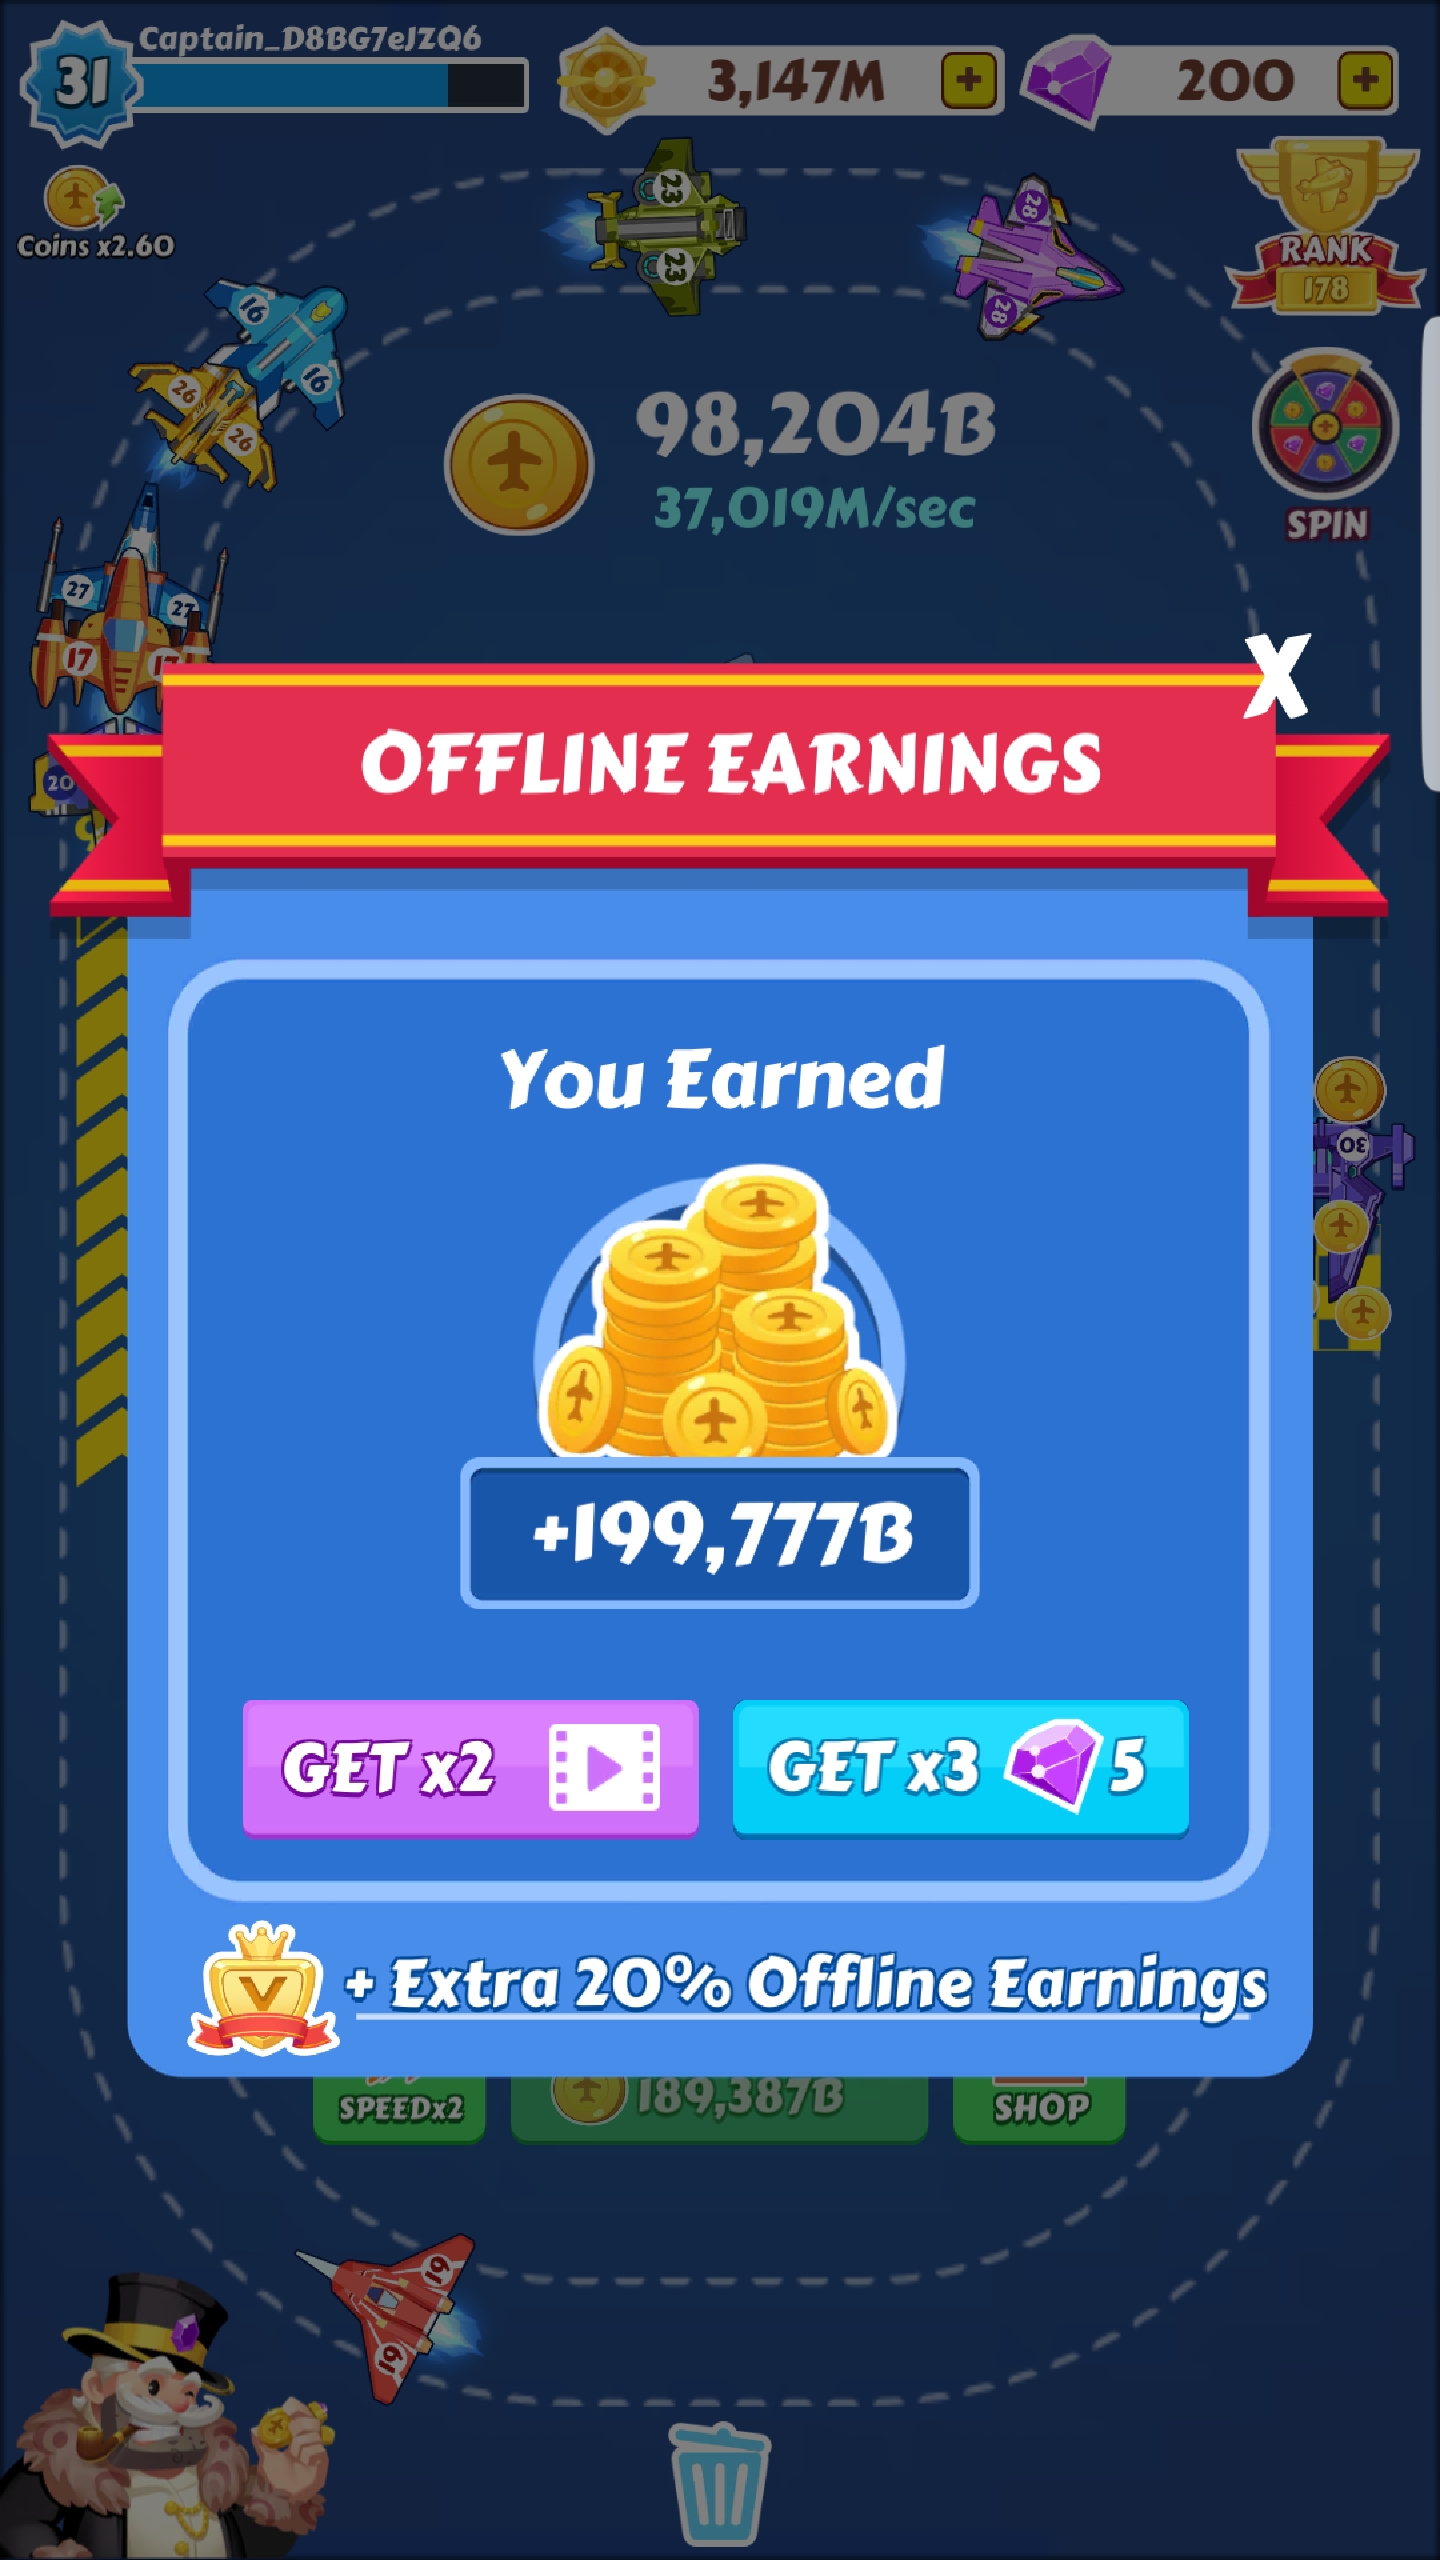 Captain_D8BG7eJZQ6
31
3,147M
200
Coins x2.60
23
23
28
28
RANK
178
16
16
26
26
98,204B
37,019M/sec
SPIN
27
27
17
X
OFFLINE EARNINGS
20
You Earned
30
+199,777B
GET x2
GET x3 5
V
+ Extra 20% Offline Earnings
SPEEDx2
189,387B
SHOP
19
19